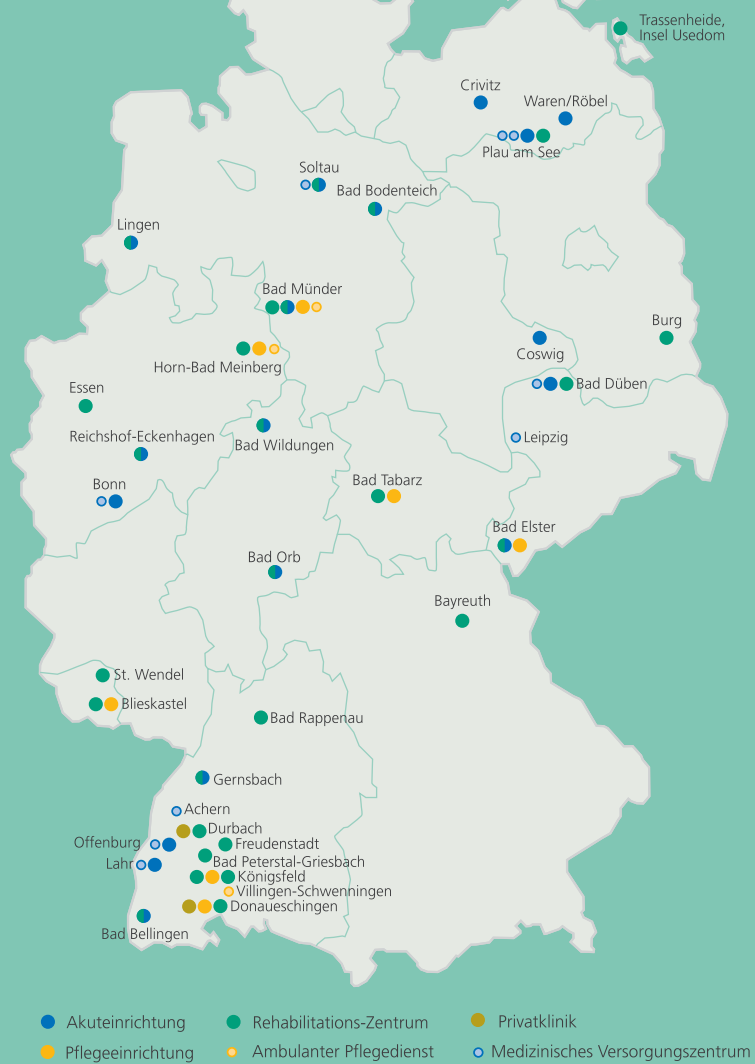 Trassenheide,
Insel Usedom
Crivitz
Waren/Röbel
Plau am See
Soltau
Bad Bodenteich
Lingen
Bad Münder
Burg
Coswig
Horn-Bad Meinberg
Essen
Bad Düben
Reichshof-Eckenhagen
Bad Wildungen
Leipzig
Bonn
Bad Tabarz
Bad Elster
Bad Orb
Bayreuth
St. Wendel
Blieskastel
Bad Rappenau
Gernsbach
Achern
Durbach
Offenburg
Freudenstadt
Lahr
Bad Peterstal-Griesbach
Königsfeld
Villingen-Schwenningen
Donaueschingen
Bad Bellingen
Akuteinrichtung
Rehabilitations-Zentrum
Privatklinik
Pflegeeinrichtung
Ambulanter Pflegedienst
Medizinisches Versorgungszentrum